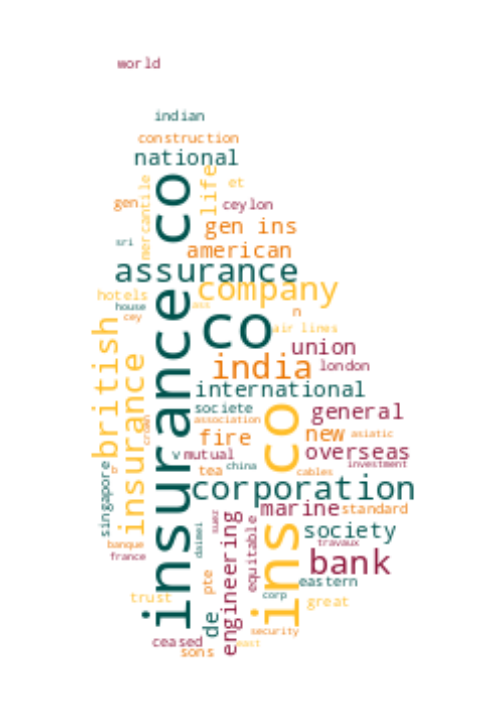 world
indian
construction
national
mercantile
life
et
gen
ceylon
insurance co
gen ins
sri
american
assurance
company
hotels
house
cey
ass
n
co
air lines
british
union
insurance
india
london
international
societe
general
association
crown
ins co
fire
new
asiatic
v
mutual
overseas
singapore
b
tea
china
investment
cables
corporation
marine
standard
suez
engineering
equitable
society
banque
daimei
travaux
france
bank
pte
eastern
trust
corp
great
de
security
ceased
east
sons